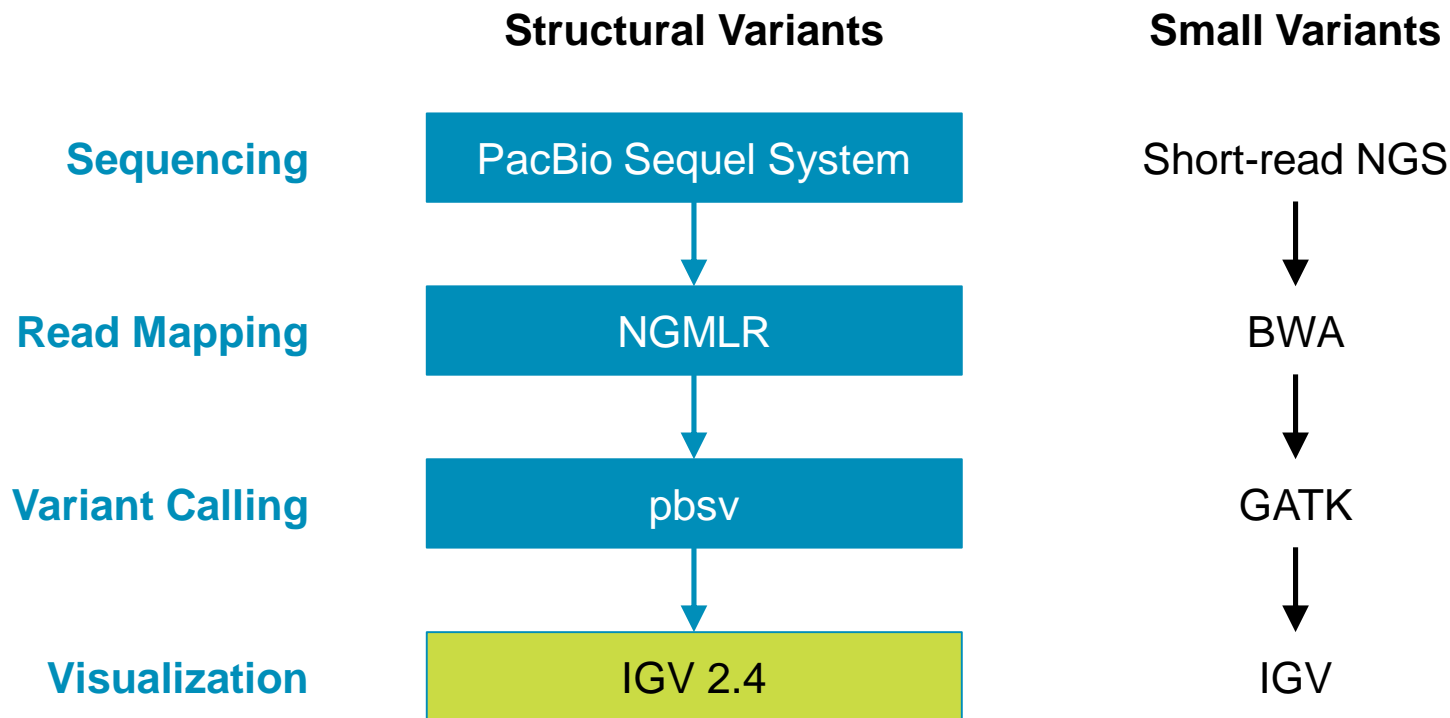 Structural Variants Small Variants
Sequencing PacBio Sequel System Short-read NGS
Read Mapping NGMLR BWA
Variant Calling pbsv GATK
Visualization IGV 2.4 IGV